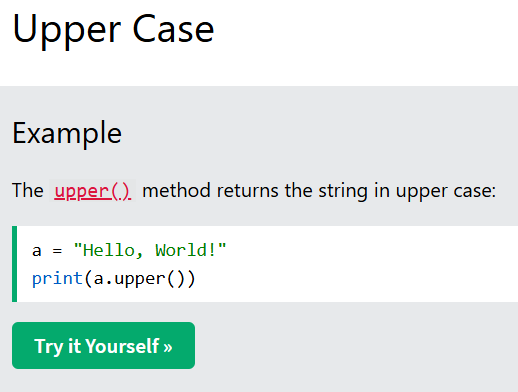 Upper Case
Example
The upper() method returns the string in upper case:
a = "Hello, World!"
print(a.upper())
Try it Yourself »